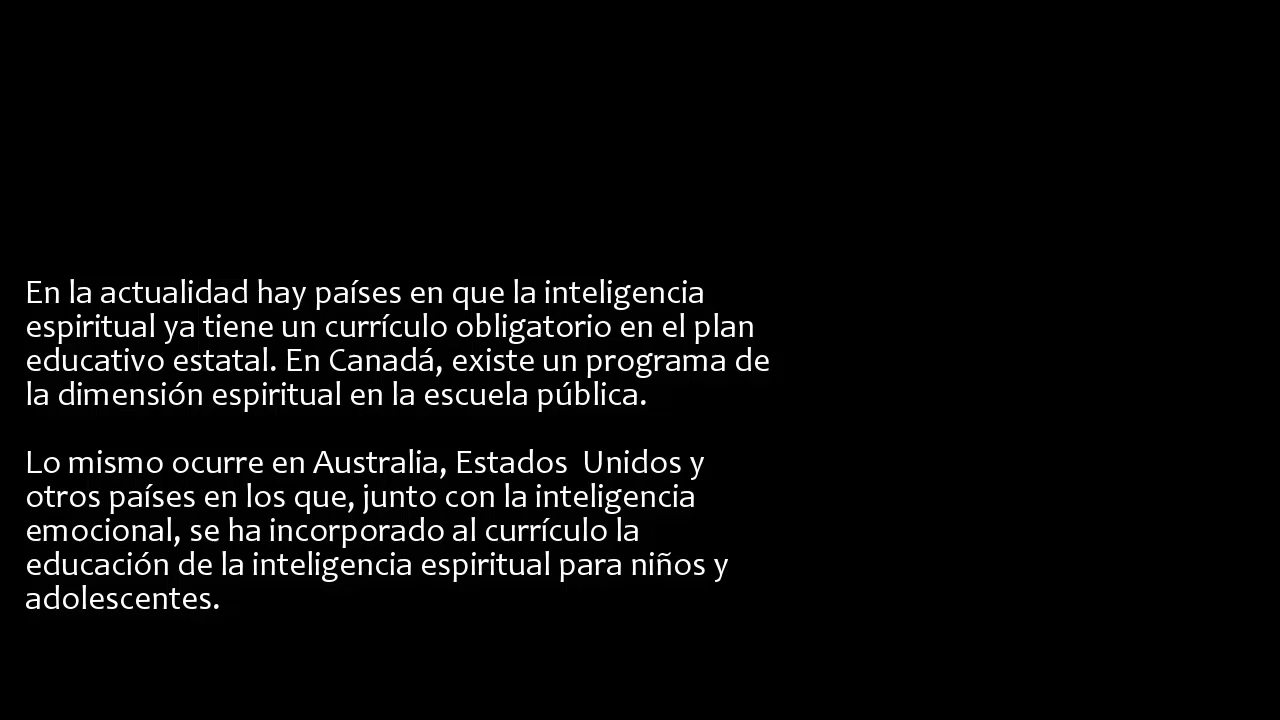 En la actualidad hay países en que la inteligencia
espiritual ya tiene un currículo obligatorio en el plan
educativo estatal. En Canadá, existe un programa de
la dimensión espiritual en la escuela pública.
Lo mismo ocurre en Australia, Estados  Unidos y
otros países en los que, junto con la inteligencia
emocional, se ha incorporado al currículo la
educación de la inteligencia espiritual para niños y
adolescentes.